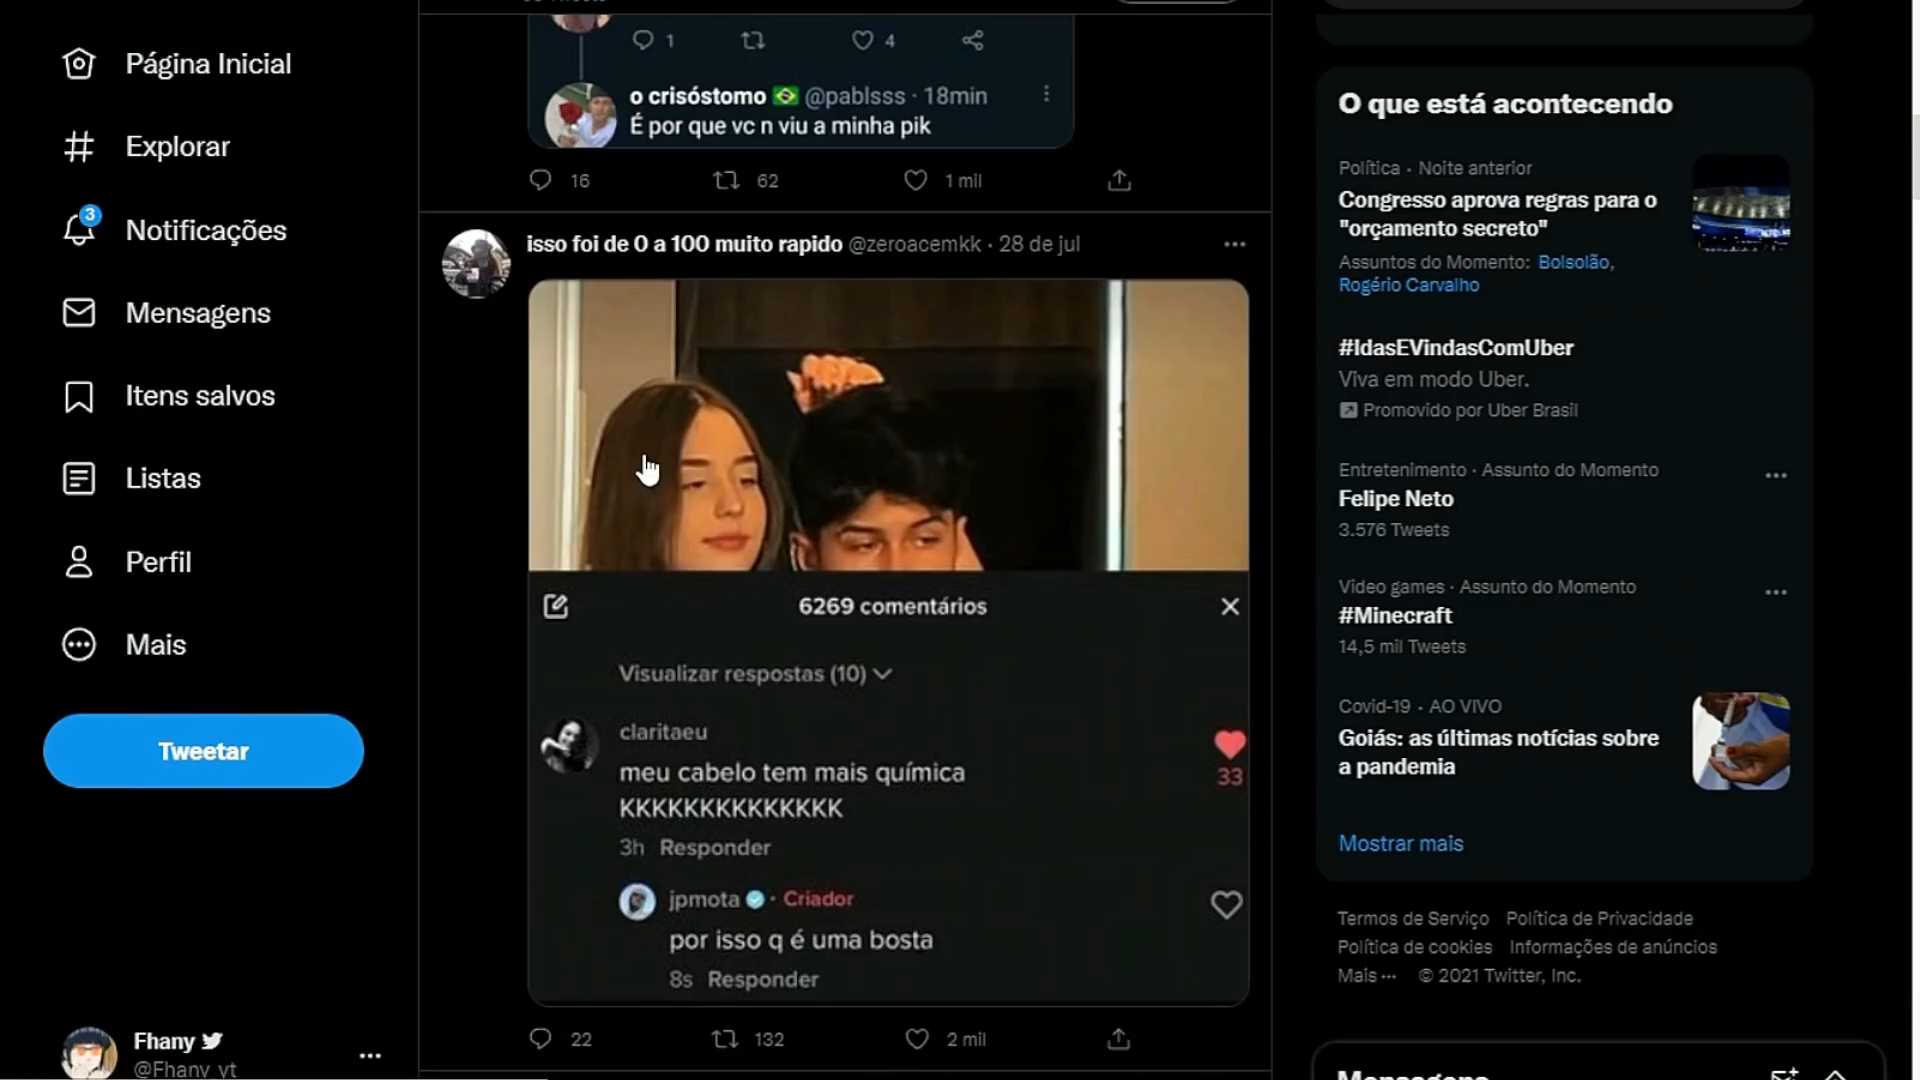 Página Inicial
Explorar
3
Notificações
Mensagens
Itens salvos
Listas
Perfil
Mais
Tweetar
Fhany
@Fhany_yt
1
4
o crisóstomo 🇧🇷 @pablsss · 18min
É por que vc n viu a minha pik
16
62
1 mil
isso foi de 0 a 100 muito rapido @zeroacemkk · 28 de jul
6269 comentários
Visualizar respostas (10)
claritaeu
meu cabelo tem mais química
KKKKKKKKKKKKKK
33
3h Responder
jpmota · Criador
por isso q é uma bosta
8s Responder
22
132
2 mil
O que está acontecendo
Política · Noite anterior
Congresso aprova regras para o
"orçamento secreto"
Assuntos do Momento: Bolsolão,
Rogério Carvalho
#IdasEVindasComUber
Viva em modo Uber.
Promovido por Uber Brasil
Entretenimento · Assunto do Momento
Felipe Neto
3.576 Tweets
Video games · Assunto do Momento
#Minecraft
14,5 mil Tweets
Covid-19 · AO VIVO
Goiás: as últimas notícias sobre
a pandemia
Mostrar mais
Termos de Serviço Política de Privacidade
Política de cookies Informações de anúncios
Mais ··· © 2021 Twitter, Inc.
Mensagens